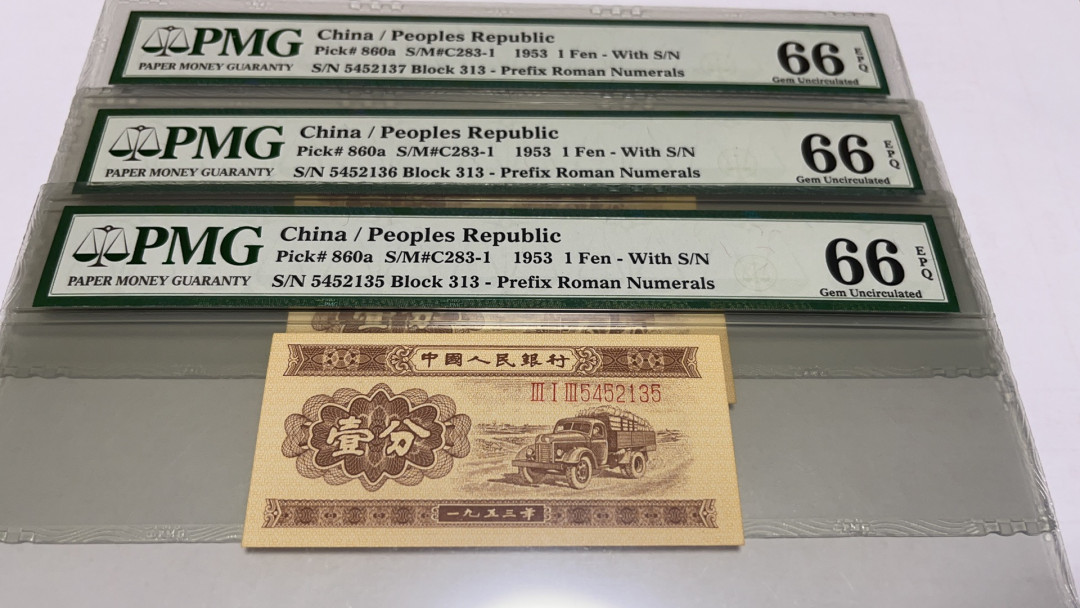 PMG
PAPER MONEY GUARANTY
China / Peoples Republic
Pick# 860a S/M#C283-1 1953 1 Fen - With S/N
S/N 5452137 Block 313 - Prefix Roman Numerals
66 EPQ
Gem Uncirculated
PMG
PAPER MONEY GUARANTY
China / Peoples Republic
Pick# 860a S/M#C283-1 1953 1 Fen - With S/N
S/N 5452136 Block 313 - Prefix Roman Numerals
66 EPQ
Gem Uncirculated
PMG
PAPER MONEY GUARANTY
China / Peoples Republic
Pick# 860a S/M#C283-1 1953 1 Fen - With S/N
S/N 5452135 Block 313 - Prefix Roman Numerals
66 EPQ
Gem Uncirculated
中國人民銀行
Ⅲ Ⅰ Ⅲ 5452135
壹分
一九五三年